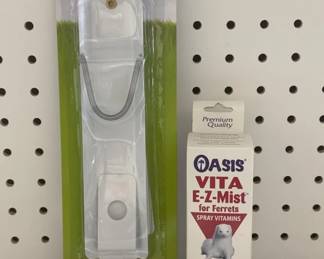 Premium
Quality
OASIS
VITA
E-Z-Mist
for Ferrets
SPRAY VITAMINS